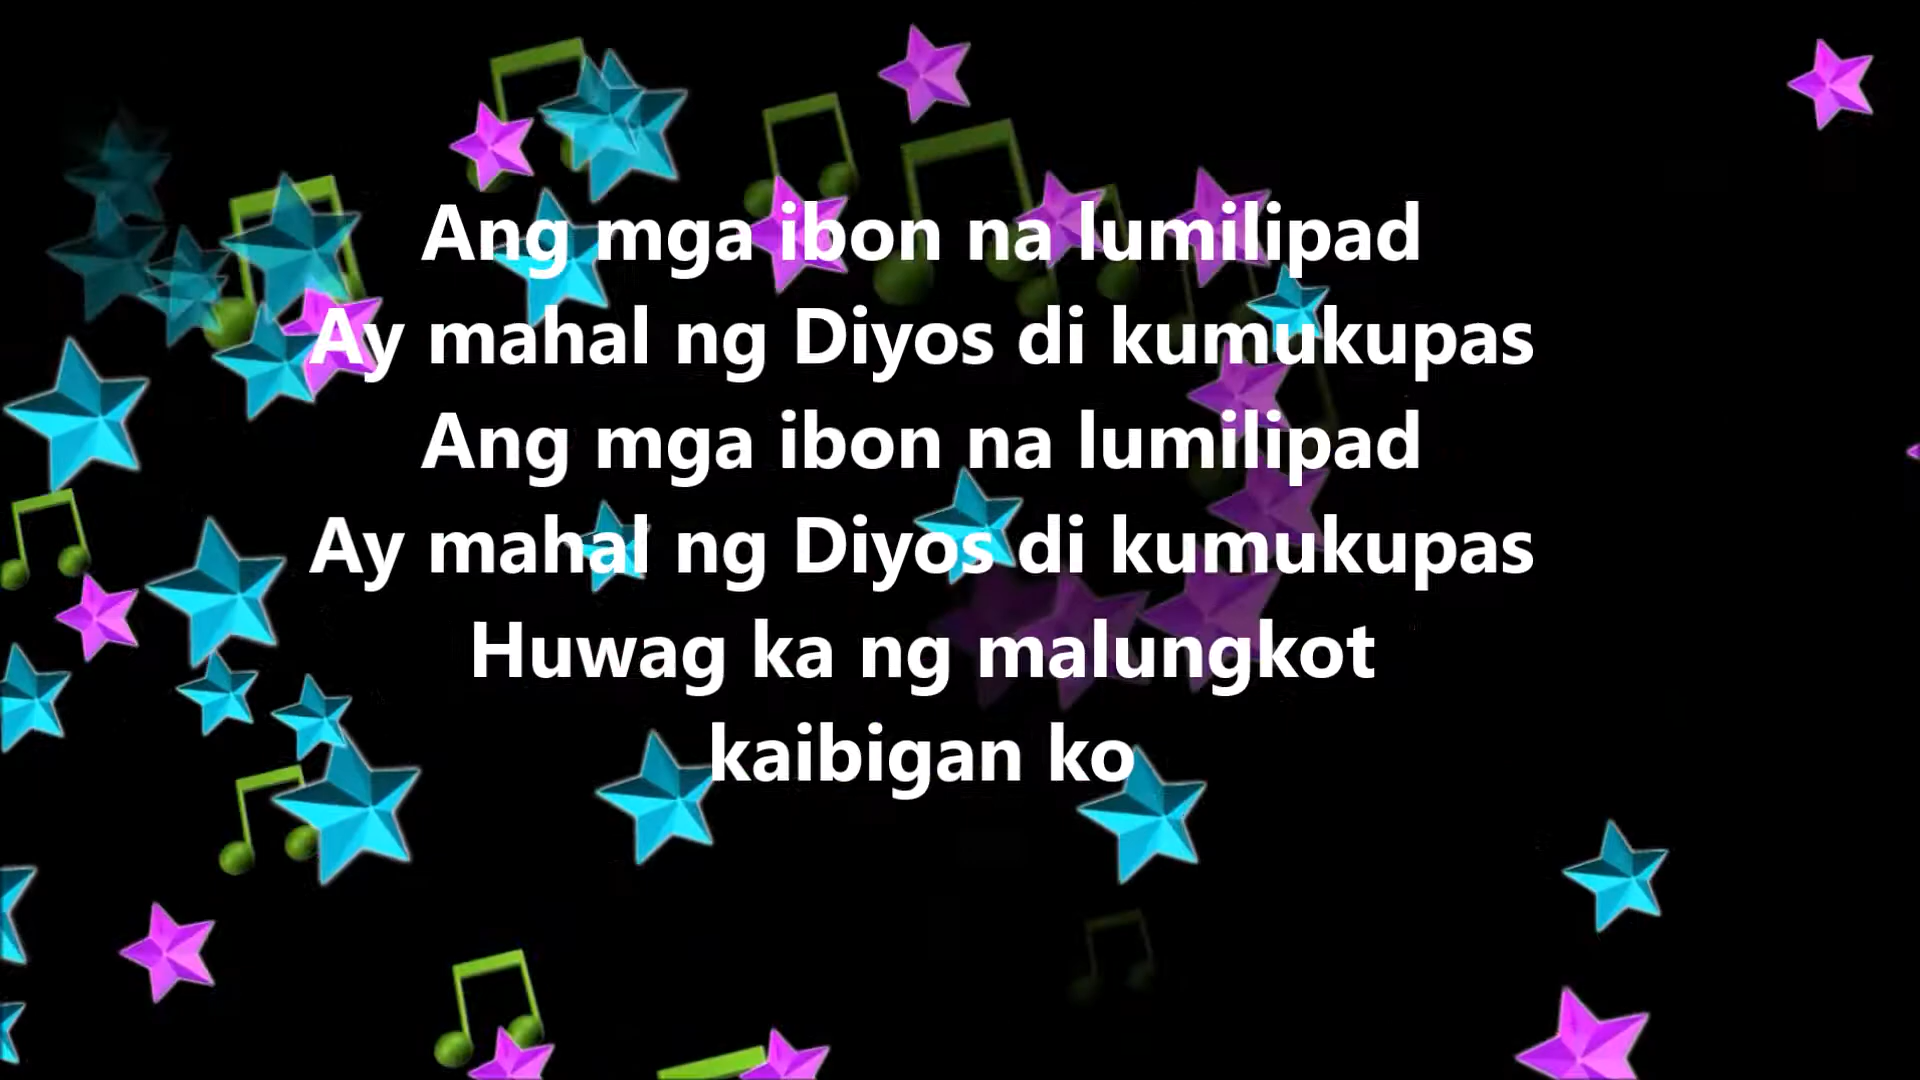 Ang mga ibon na lumilipad
Ay mahal ng Diyos di kumukupas
Ang mga ibon na lumilipad
Ay mahal ng Diyos di kumukupas
Huwag ka ng malungkot
kaibigan ko